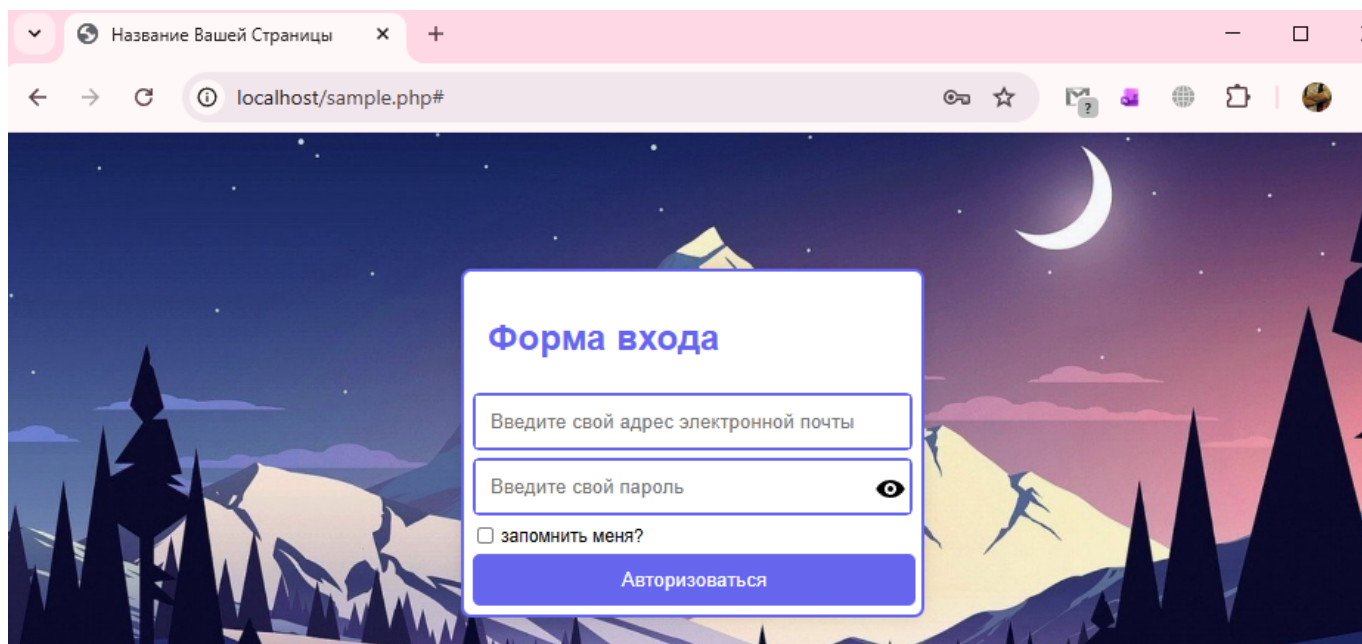 Название Вашей Страницы
localhost/sample.php#
?
Форма входа
Введите свой адрес электронной почты
Введите свой пароль
запомнить меня?
Авторизоваться